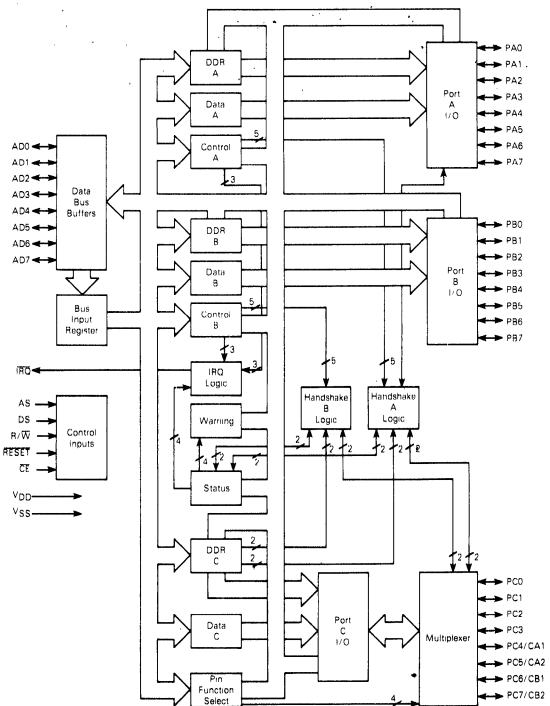 DDR
A
Data
A
Control
A
5
3
Port
A
I/O
PA0
PA1
PA2
PA3
PA4
PA5
PA6
PA7
AD0
AD1
AD2
AD3
AD4
AD5
AD6
AD7
Data
Bus
Buffers
Bus
Input
Register
DDR
B
Data
B
Control
B
5
3
3
Port
B
I/O
PB0
PB1
PB2
PB3
PB4
PB5
PB6
PB7
IRQ
IRQ
Logic
5
5
Handshake
B
Logic
Handshake
A
Logic
AS
DS
R/W
RESET
CE
VDD
VSS
Control
Inputs
Warning
Status
4
4
2
2
2
2
2
2
2
2
DDR
C
2
2
Data
C
Pin
Function
Select
4
Port
C
I/O
2
2
Multiplexer
PC0
PC1
PC2
PC3
PC4/CA1
PC5/CA2
PC6/CB1
PC7/CB2